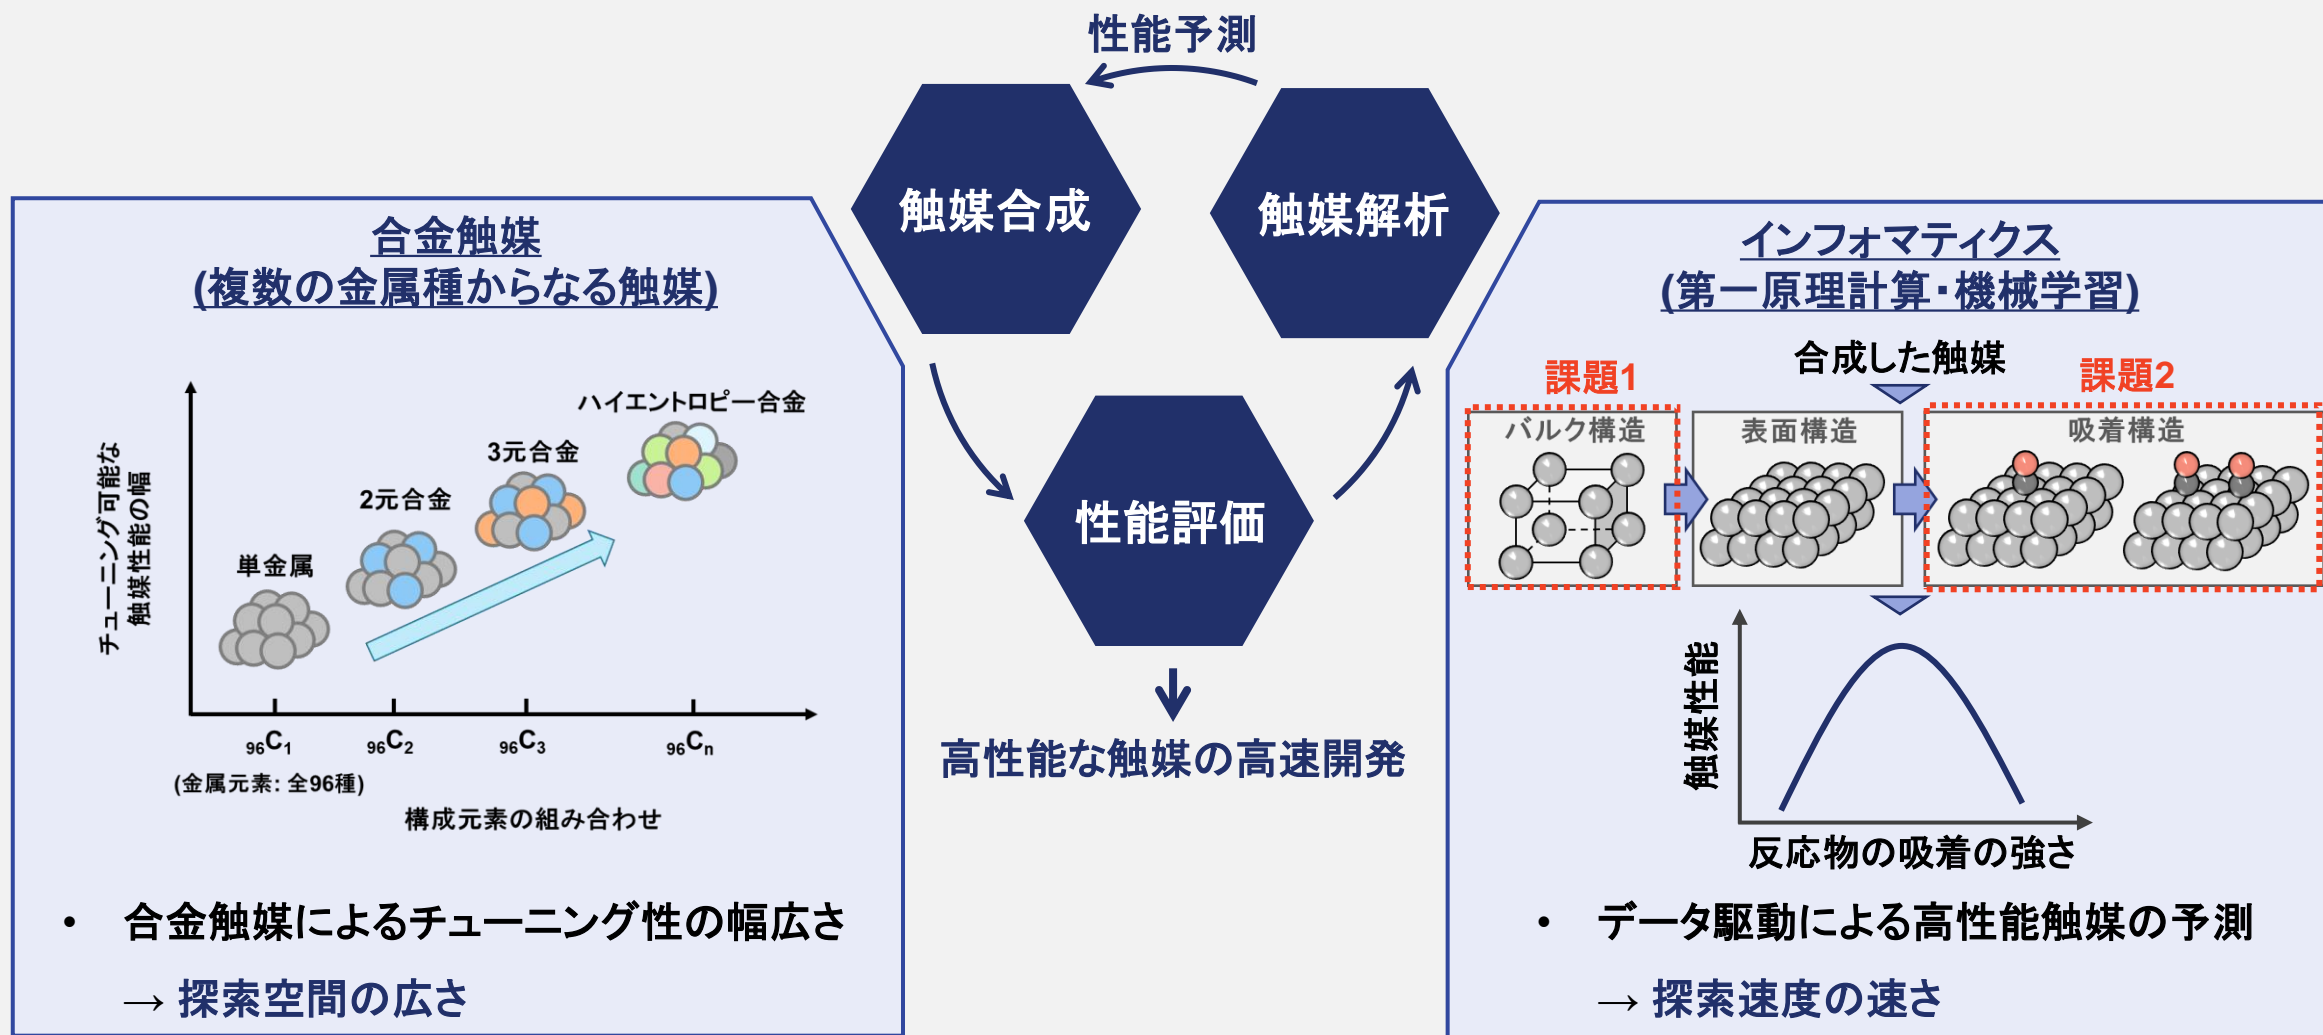 性能予測
触媒合成
触媒解析
性能評価
高性能な触媒の高速開発
合金触媒
(複数の金属種からなる触媒)
チューニング可能な
触媒性能の幅
単金属
2元合金
3元合金
ハイエントロピー合金
₉₆C₁
₉₆C₂
₉₆C₃
₉₆Cₙ
(金属元素: 全96種)
構成元素の組み合わせ
• 合金触媒によるチューニング性の幅広さ
→ 探索空間の広さ
インフォマティクス
(第一原理計算・機械学習)
合成した触媒
課題1
課題2
バルク構造
表面構造
吸着構造
触媒性能
反応物の吸着の強さ
• データ駆動による高性能触媒の予測
→ 探索速度の速さ